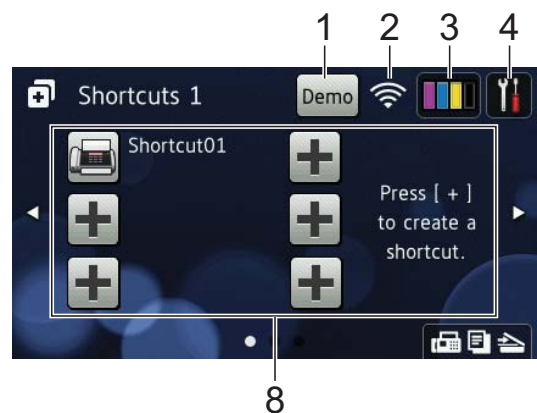 1 2 3 4
Shortcuts 1 Demo
Shortcut01
Press [ + ]
to create a
shortcut.
8